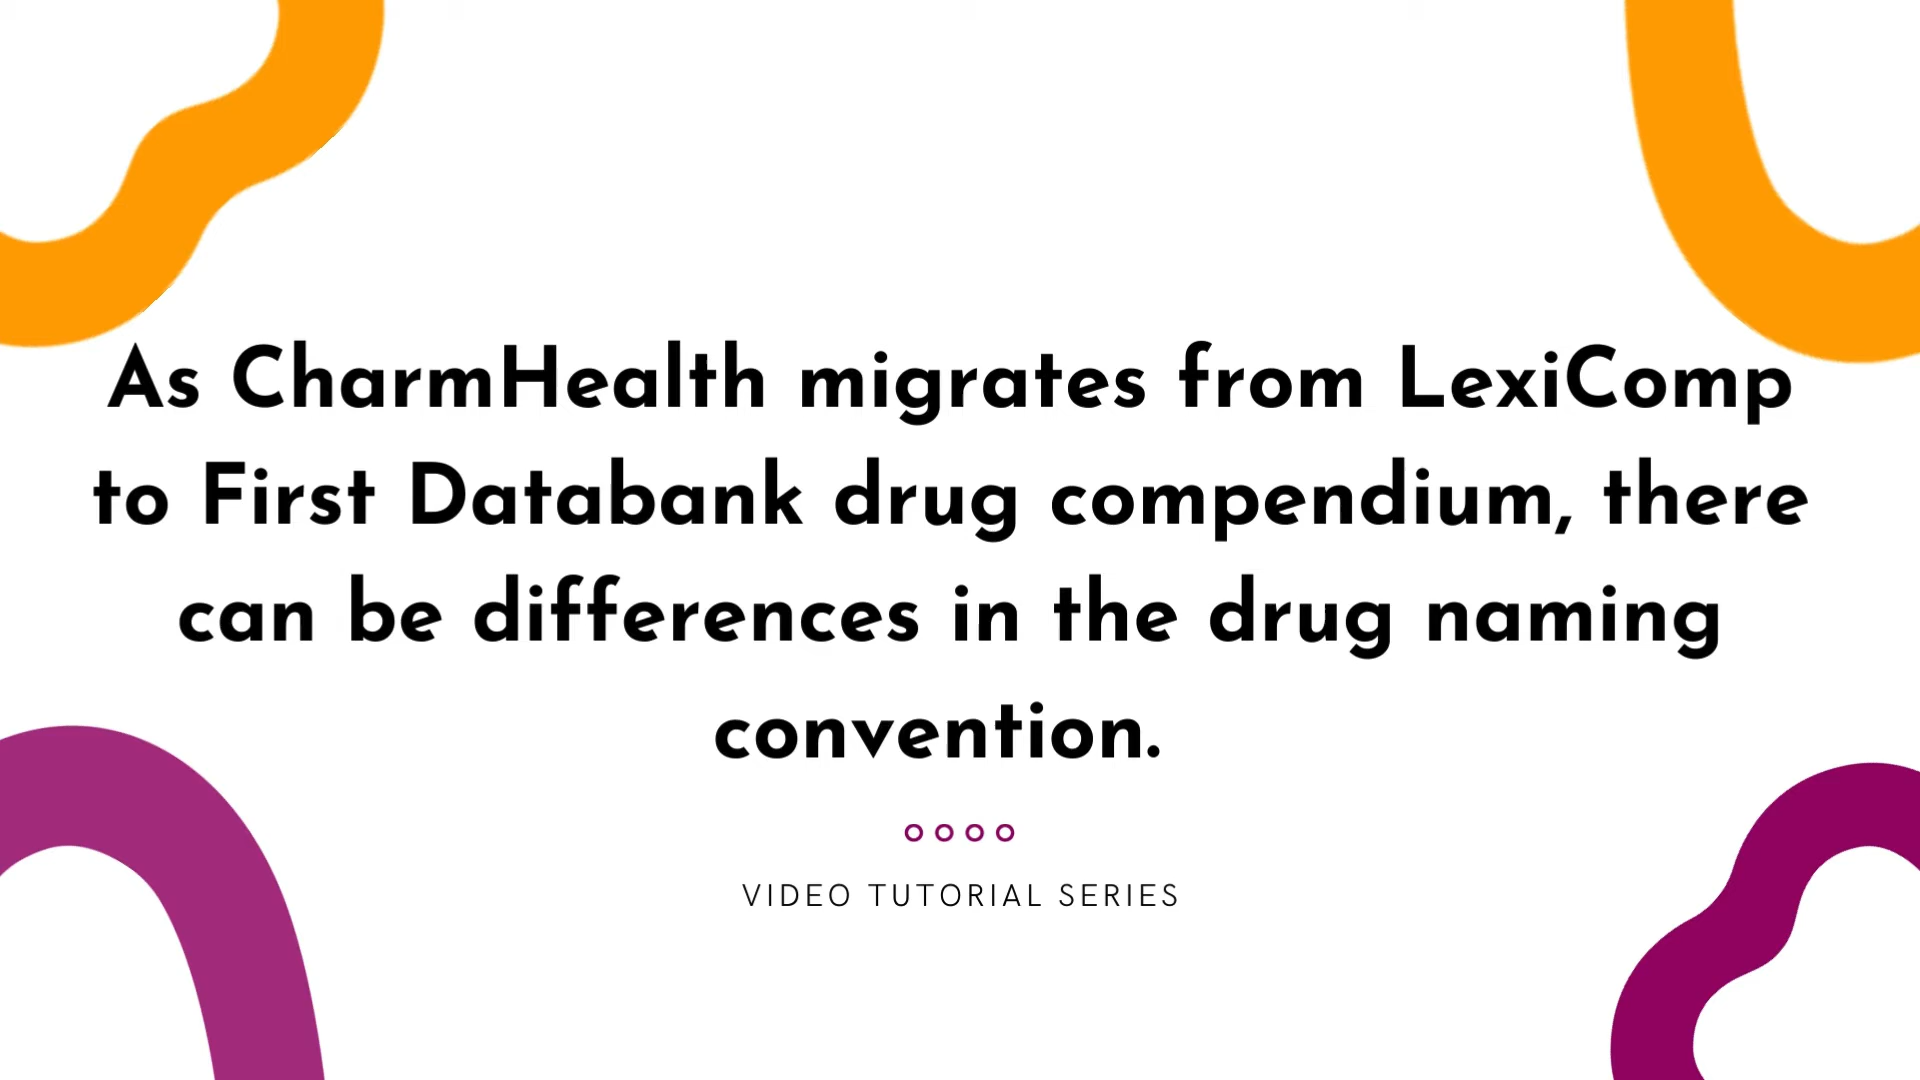 As CharmHealth migrates from LexiComp
to First Databank drug compendium, there
can be differences in the drug naming
convention.
VIDEO TUTORIAL SERIES